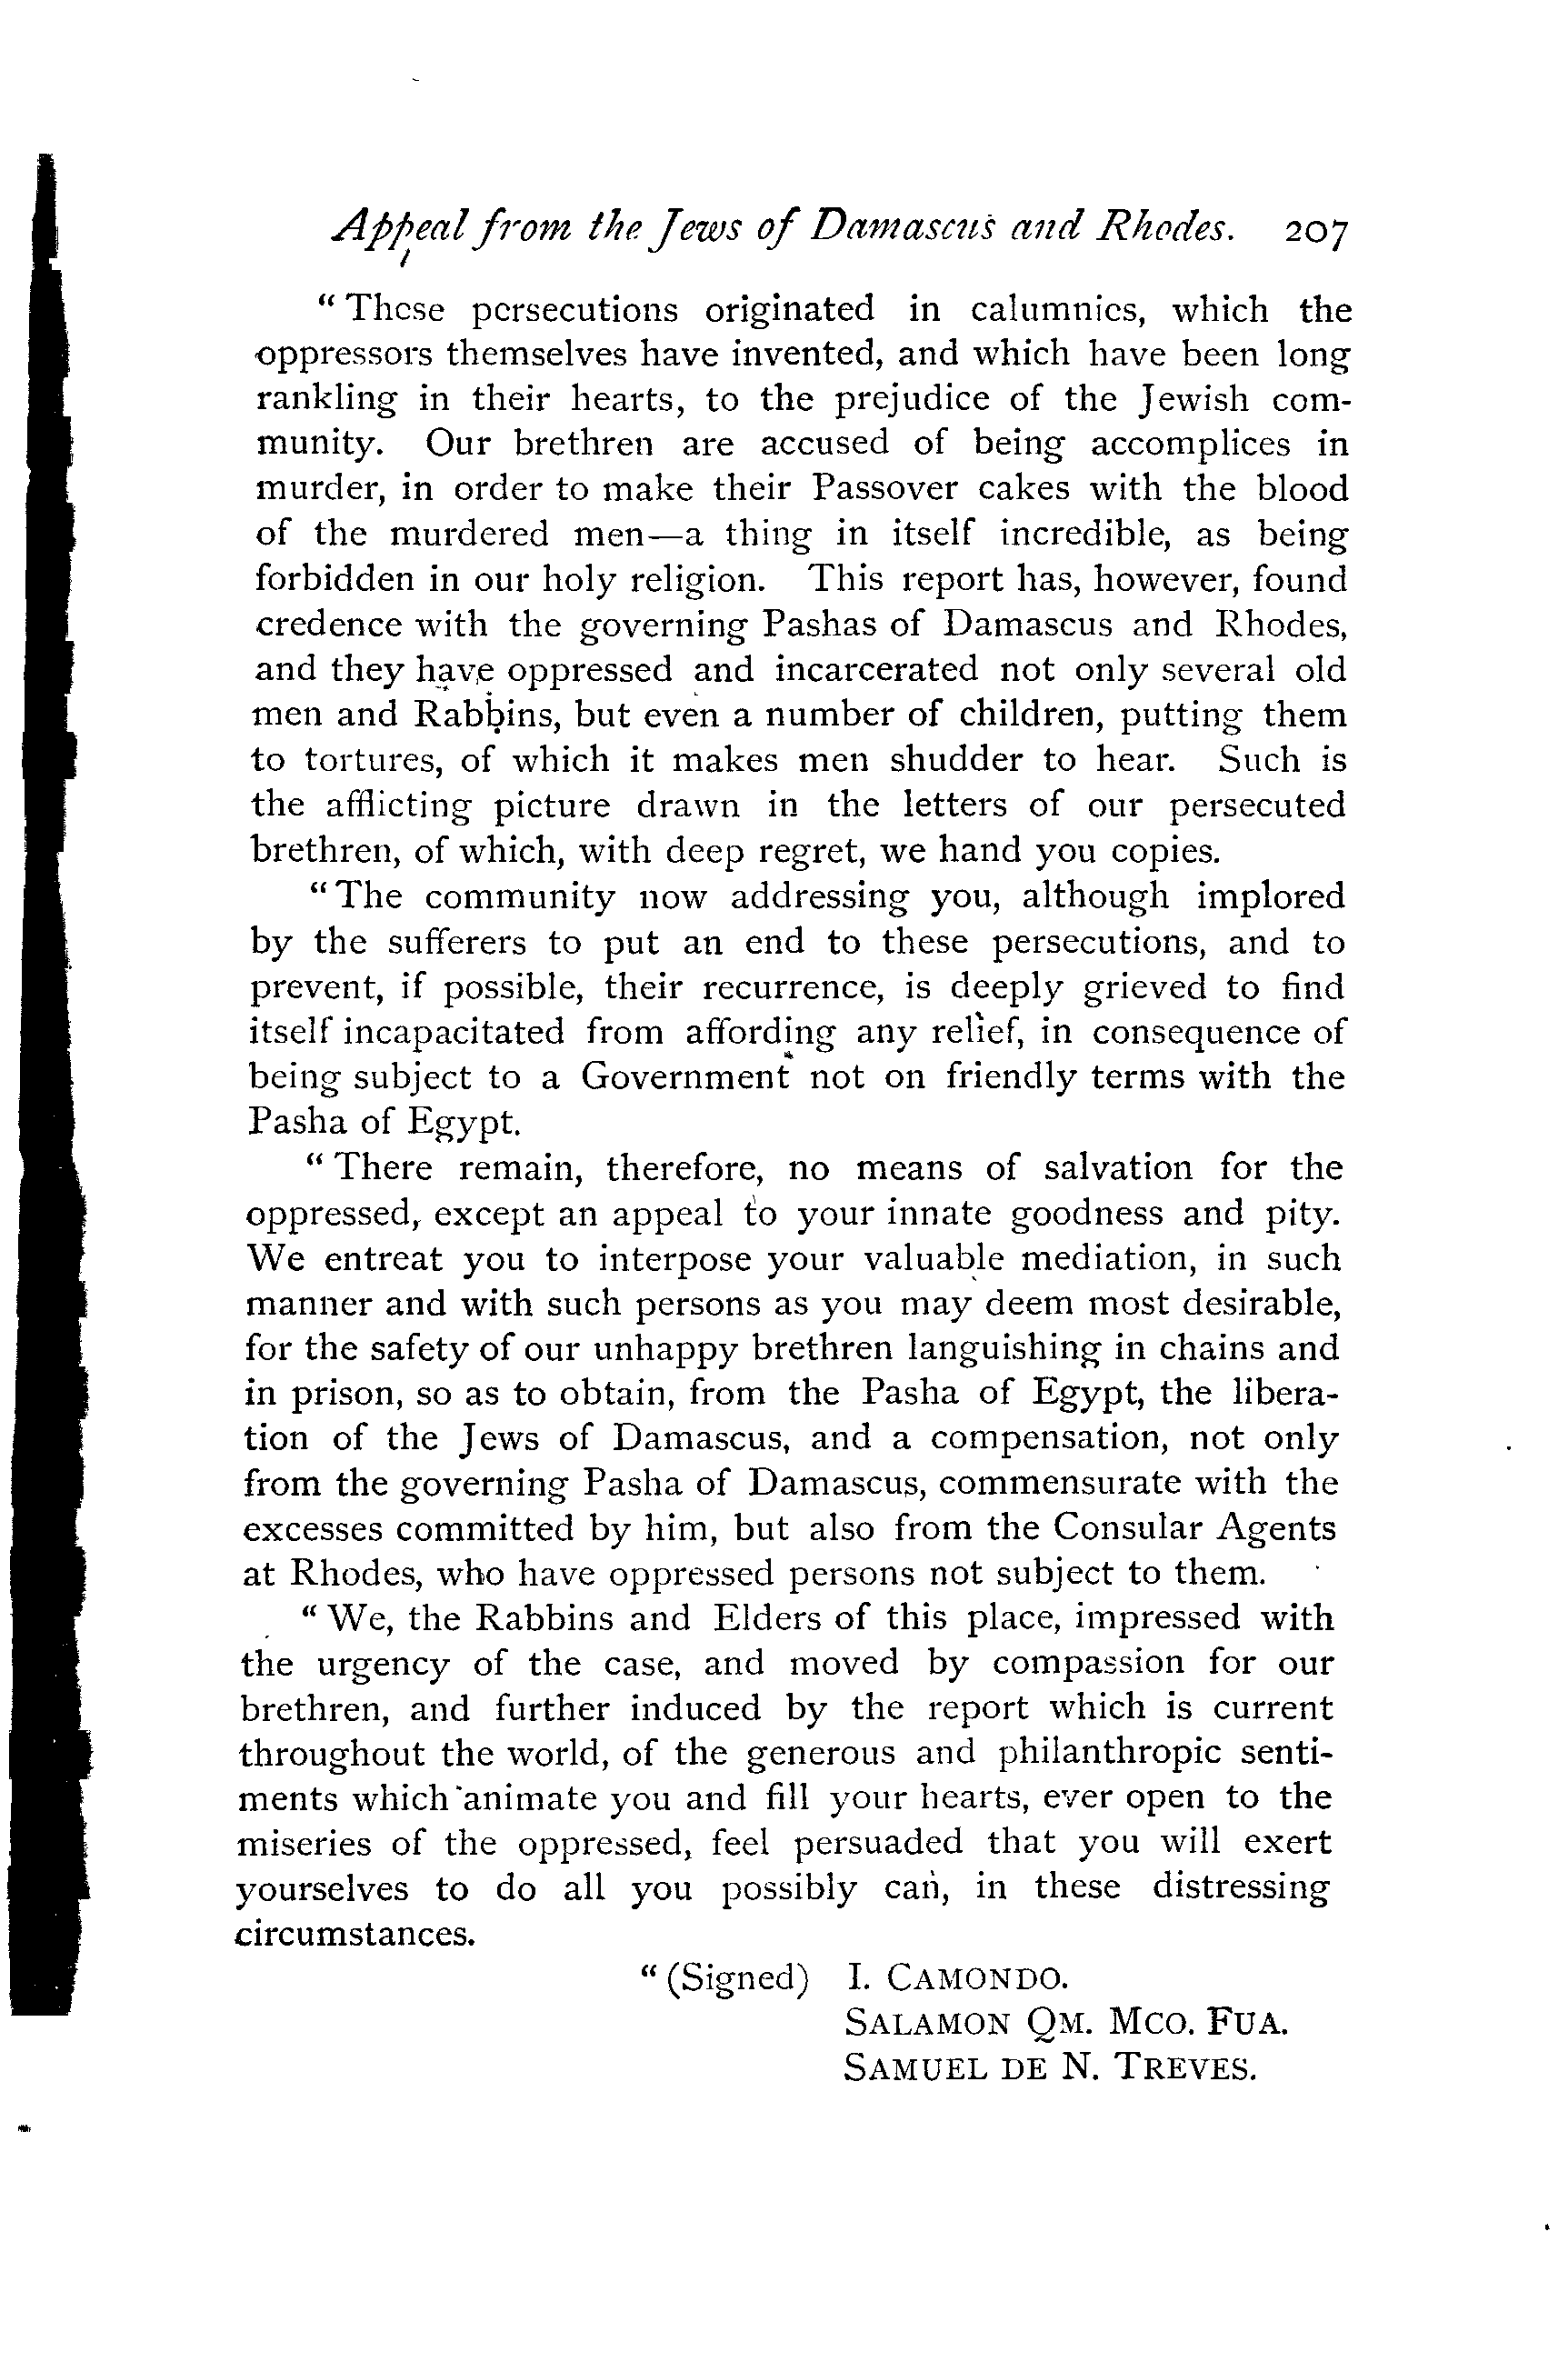 Appeal from the Jews of Damascus and Rhodes. 207
“ These persecutions originated in calumnies, which the
oppressors themselves have invented, and which have been long
rankling in their hearts, to the prejudice of the Jewish com-
munity. Our brethren are accused of being accomplices in
murder, in order to make their Passover cakes with the blood
of the murdered men—a thing in itself incredible, as being
forbidden in our holy religion. This report has, however, found
credence with the governing Pashas of Damascus and Rhodes,
and they have oppressed and incarcerated not only several old
men and Rabbins, but even a number of children, putting them
to tortures, of which it makes men shudder to hear. Such is
the afflicting picture drawn in the letters of our persecuted
brethren, of which, with deep regret, we hand you copies.
“ The community now addressing you, although implored
by the sufferers to put an end to these persecutions, and to
prevent, if possible, their recurrence, is deeply grieved to find
itself incapacitated from affording any relief, in consequence of
being subject to a Government not on friendly terms with the
Pasha of Egypt.
“ There remain, therefore, no means of salvation for the
oppressed, except an appeal to your innate goodness and pity.
We entreat you to interpose your valuable mediation, in such
manner and with such persons as you may deem most desirable,
for the safety of our unhappy brethren languishing in chains and
in prison, so as to obtain, from the Pasha of Egypt, the libera-
tion of the Jews of Damascus, and a compensation, not only
from the governing Pasha of Damascus, commensurate with the
excesses committed by him, but also from the Consular Agents
at Rhodes, who have oppressed persons not subject to them.
“ We, the Rabbins and Elders of this place, impressed with
the urgency of the case, and moved by compassion for our
brethren, and further induced by the report which is current
throughout the world, of the generous and philanthropic senti-
ments which animate you and fill your hearts, ever open to the
miseries of the oppressed, feel persuaded that you will exert
yourselves to do all you possibly can, in these distressing
circumstances.
“ (Signed) I. CAMONDO.
SALAMON QM. MCO. FUA.
SAMUEL DE N. TREVES.